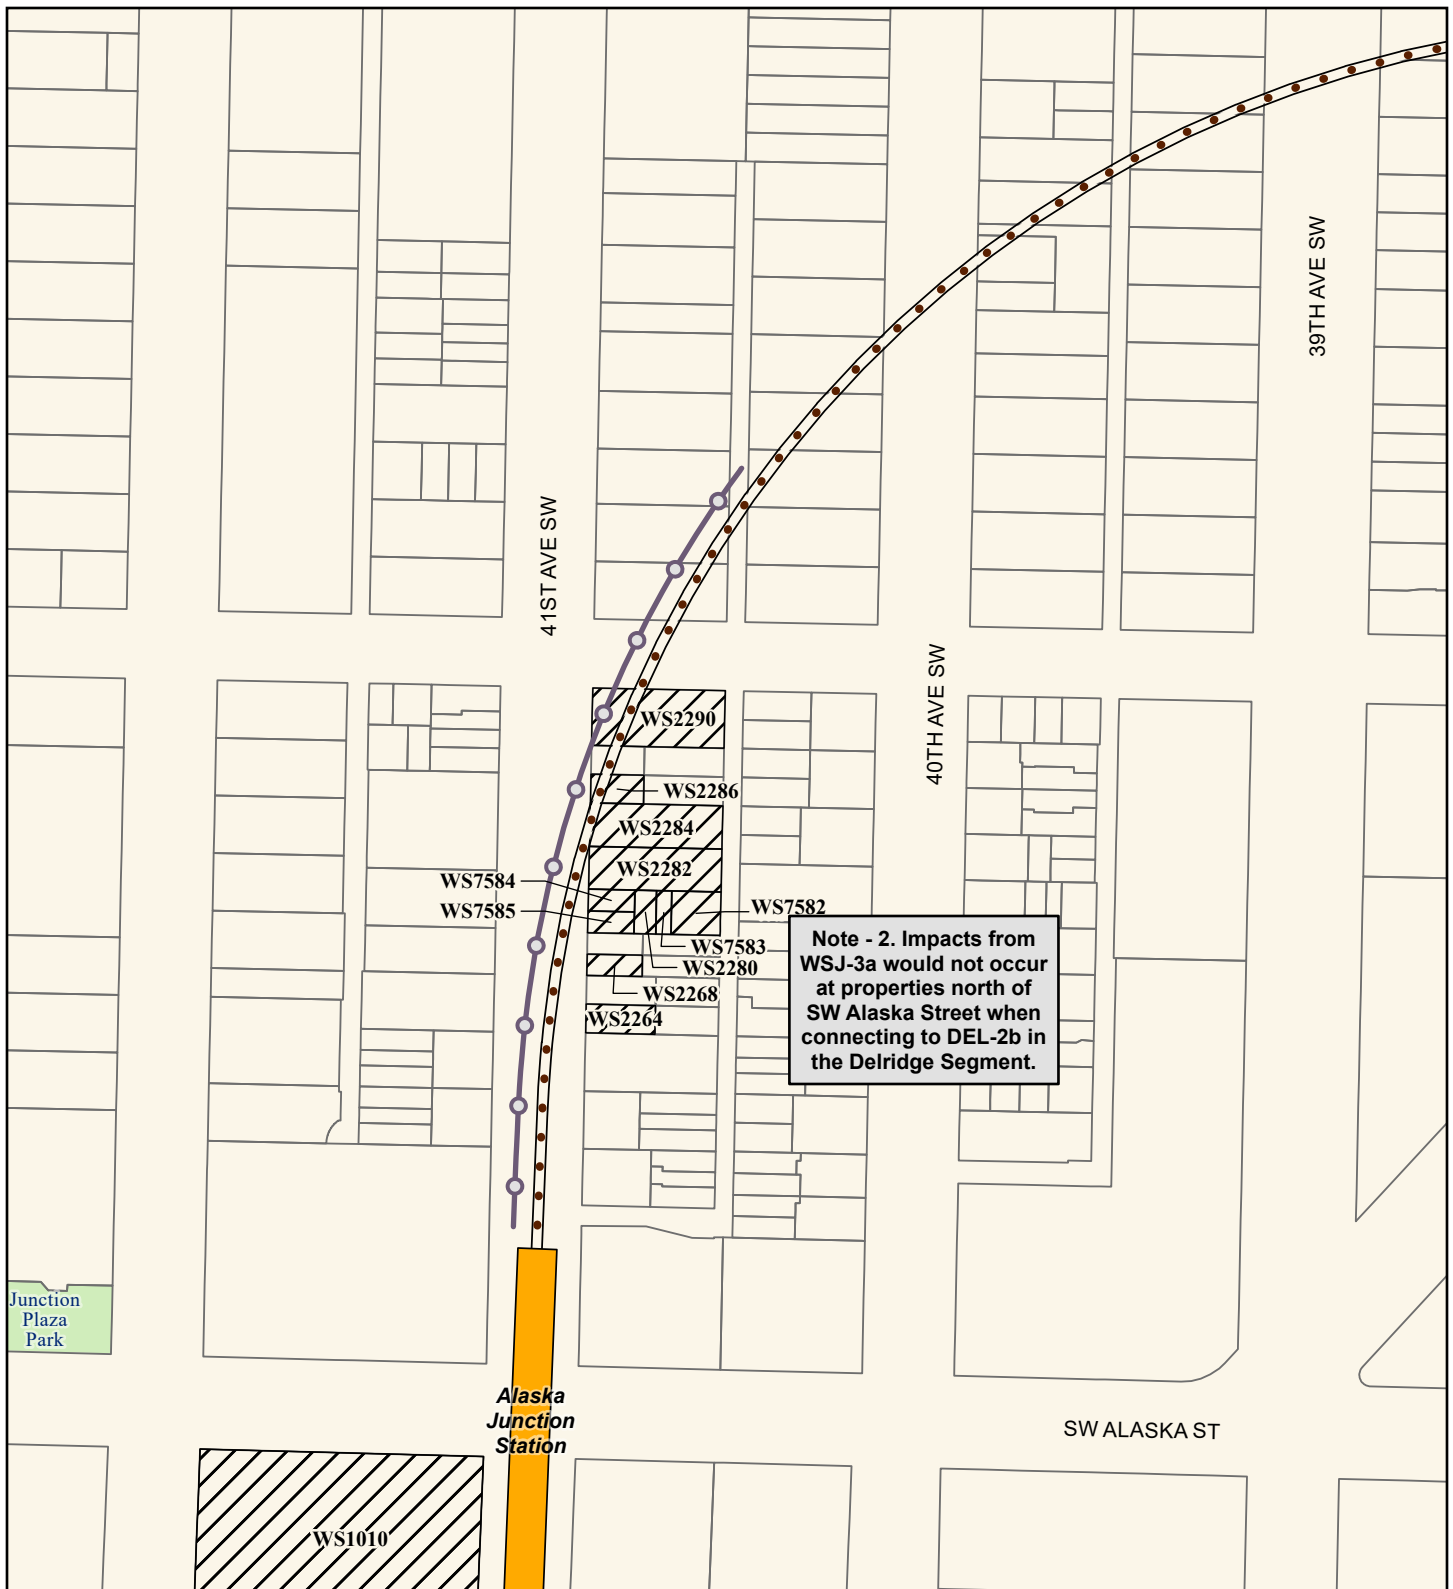 39TH AVE SW
41ST AVE SW
40TH AVE SW
WS2290
WS2286
WS2284
WS2282
WS7584
WS7585
WS7582
WS7583
WS2280
WS2268
WS2264
Note - 2. Impacts from
WSJ-3a would not occur
at properties north of
SW Alaska Street when
connecting to DEL-2b in
the Delridge Segment.
Junction
Plaza
Park
Alaska
Junction
Station
SW ALASKA ST
WS1010